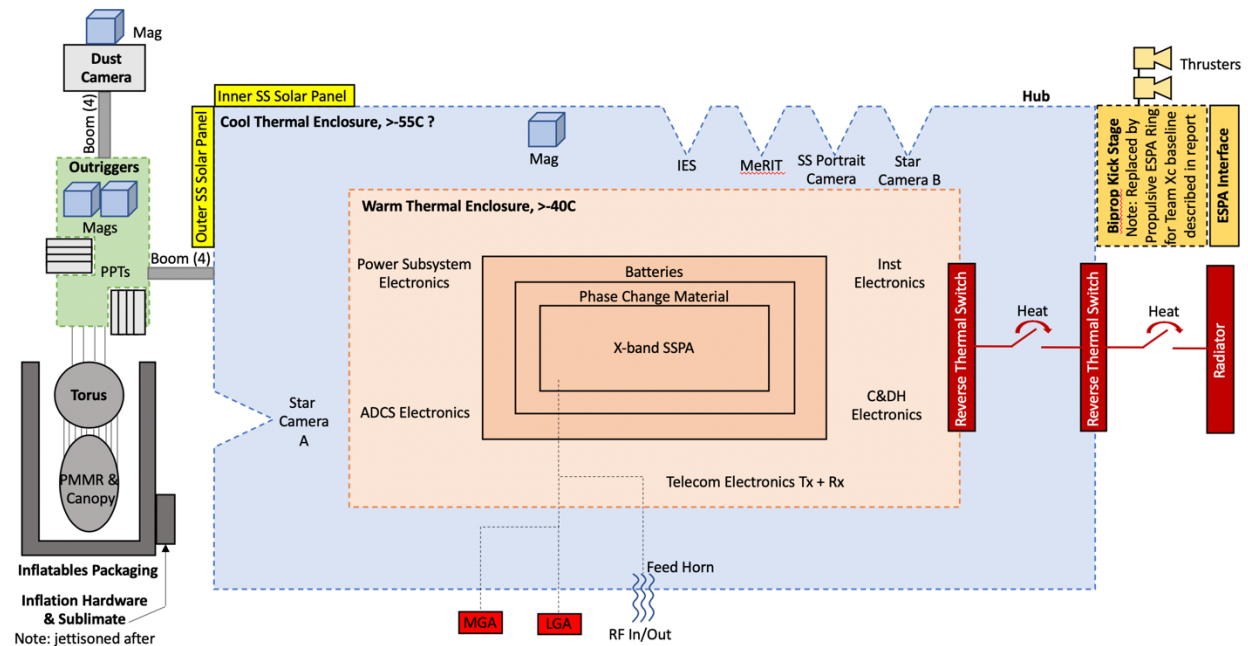 Mag
Dust
Camera
Boom (4)
Outriggers
Mags
PPTs
Boom (4)
Torus
PMMR &
Canopy
Inflatables Packaging
Inflation Hardware
& Sublimate
Note: jettisoned after
Inner SS Solar Panel
Outer SS Solar Panel
Cool Thermal Enclosure, >-55C ?
Mag
IES
MeRIT
SS Portrait
Camera
Star
Camera B
Hub
Warm Thermal Enclosure, >-40C
Power Subsystem
Electronics
Batteries
Phase Change Material
X-band SSPA
Inst
Electronics
Star
Camera
A
ADCS Electronics
C&DH
Electronics
Telecom Electronics Tx + Rx
Feed Horn
MGA
LGA
RF In/Out
Reverse Thermal Switch
Heat
Reverse Thermal Switch
Heat
Radiator
Thrusters
Biprop Kick Stage
Note: Replaced by
Propulsive ESPA Ring
for Team Xc baseline
described in report
ESPA Interface